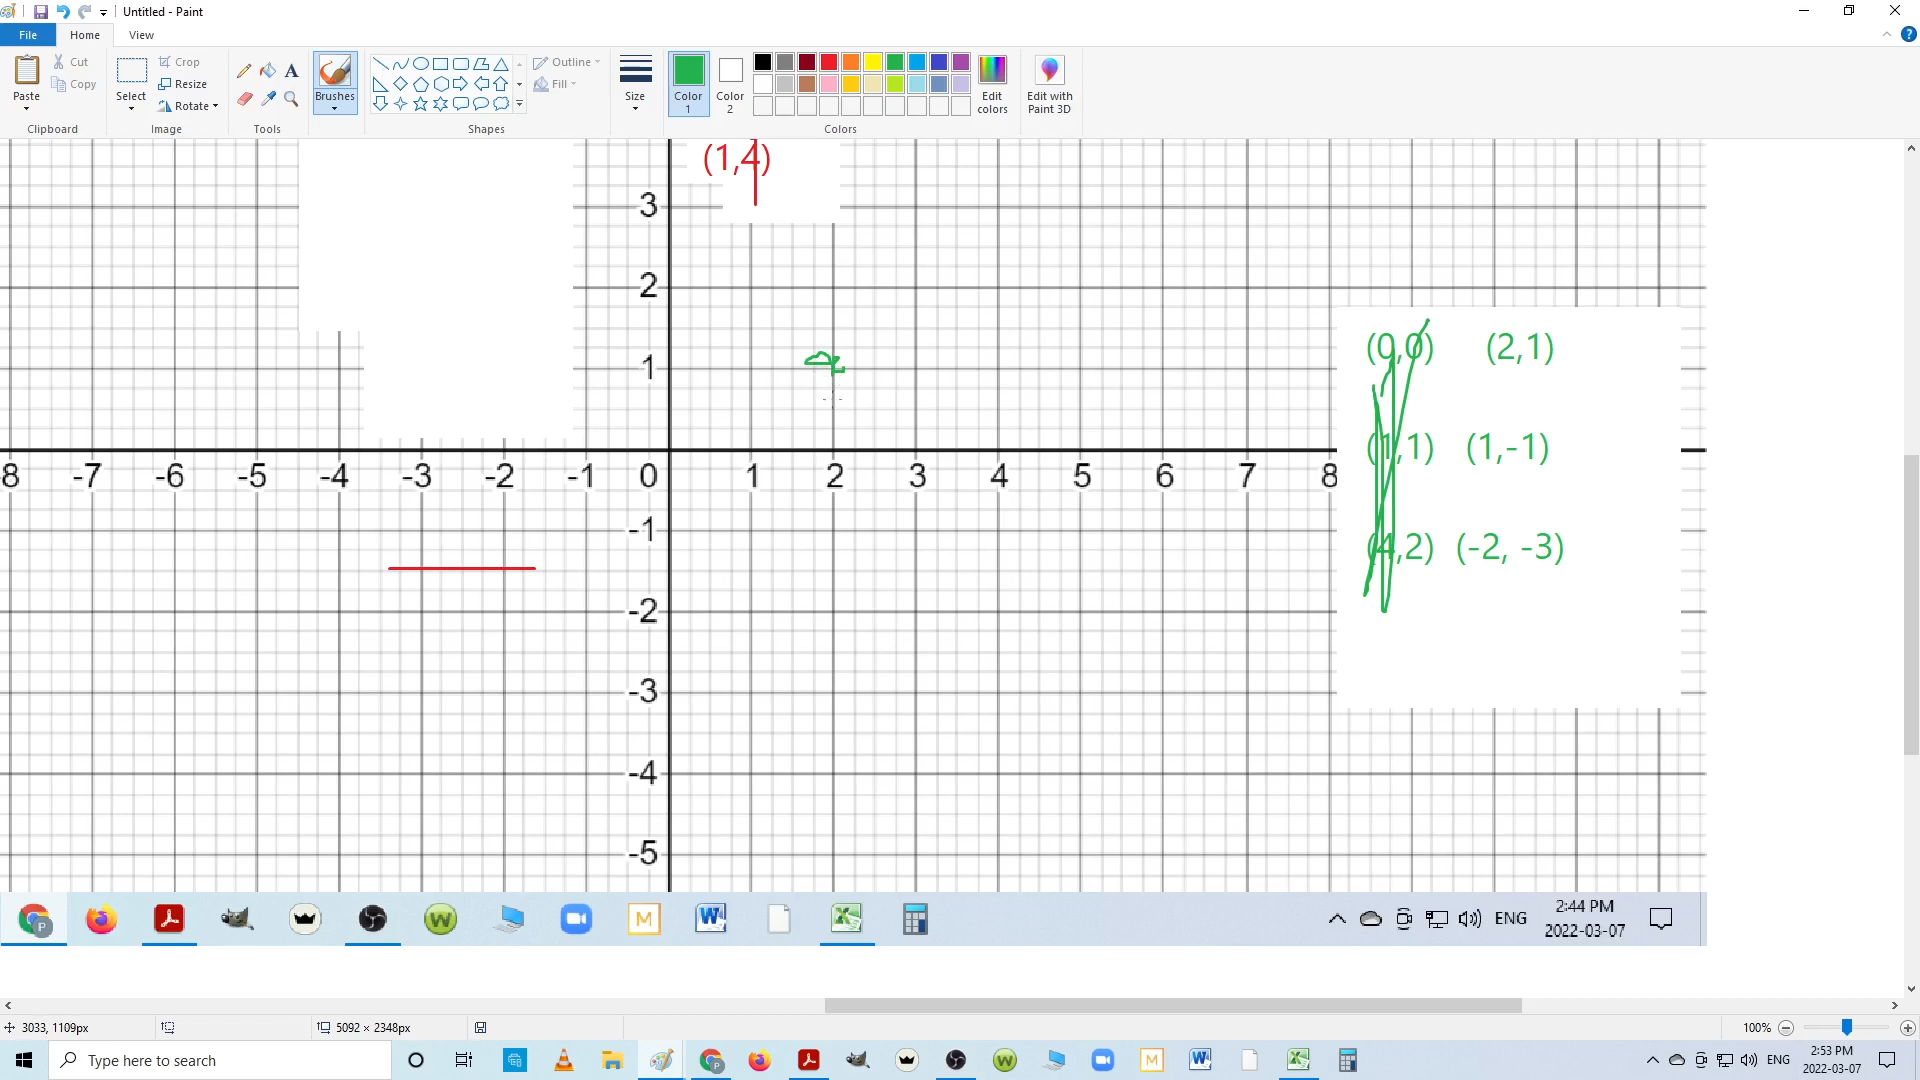 Untitled - Paint
File Home View
Paste
Cut
Copy
Clipboard
Select
Crop
Resize
Rotate
Image
Tools
Brushes
Shapes
Outline
Fill
Size
Color 1
Color 2
Edit colors
Edit with Paint 3D
Colors
(1,4)
3
2
1
8 -7 -6 -5 -4 -3 -2 -1 0 1 2 3 4 5 6 7 8
-1
-2
-3
-4
-5
(0,0) (2,1)
(1,1) (1,-1)
(4,2) (-2, -3)
ENG
2:44 PM
2022-03-07
3033, 1109px
5092 × 2348px
100%
Type here to search
ENG
2:53 PM
2022-03-07